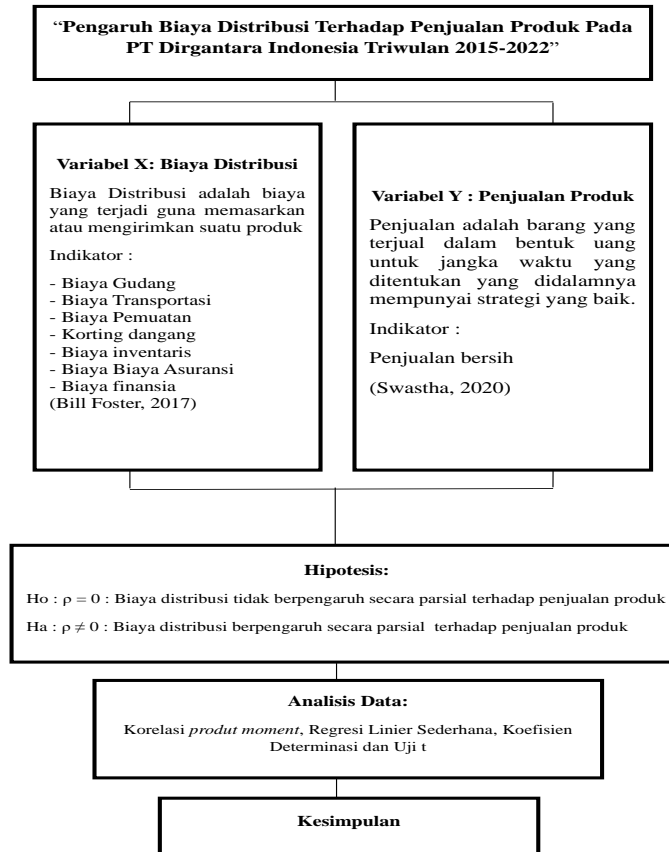 “Pengaruh Biaya Distribusi Terhadap Penjualan Produk Pada
PT Dirgantara Indonesia Triwulan 2015-2022”
Variabel X: Biaya Distribusi
Biaya Distribusi adalah biaya
yang terjadi guna memasarkan
atau mengirimkan suatu produk
Indikator :
- Biaya Gudang
- Biaya Transportasi
- Biaya Pemuatan
- Korting dangang
- Biaya inventaris
- Biaya Biaya Asuransi
- Biaya finansia
(Bill Foster, 2017)
Variabel Y : Penjualan Produk
Penjualan adalah barang yang
terjual dalam bentuk uang
untuk jangka waktu yang
ditentukan yang didalamnya
mempunyai strategi yang baik.
Indikator :
Penjualan bersih
(Swastha, 2020)
Hipotesis:
Ho : ρ = 0 : Biaya distribusi tidak berpengaruh secara parsial terhadap penjualan produk
Ha : ρ ≠ 0 : Biaya distribusi berpengaruh secara parsial terhadap penjualan produk
Analisis Data:
Korelasi produt moment, Regresi Linier Sederhana, Koefisien
Determinasi dan Uji t
Kesimpulan